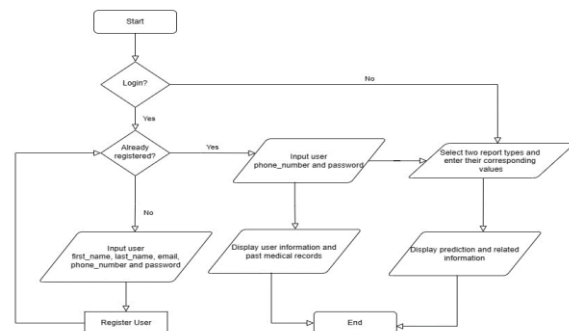 Start
Login?
No
Yes
Already
registered?
Yes
Input user
phone_number and password
Select two report types and
enter their corresponding
values
No
Input user
first_name, last_name, email,
phone_number and password
Display user information and
past medical records
Display prediction and related
information
Register User
End